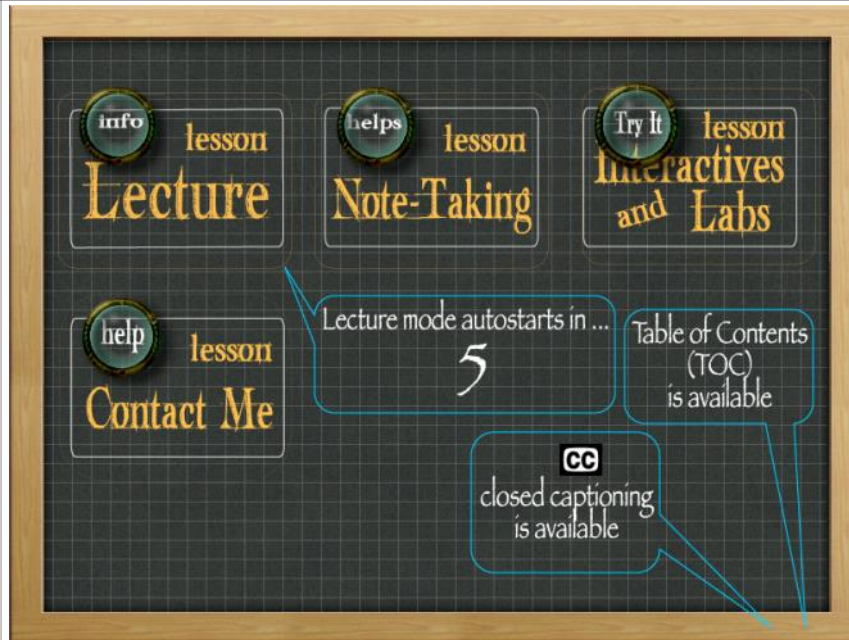 info
lesson
Lecture
helps
lesson
Note-Taking
Try It
lesson
Interactives
and Labs
help
lesson
Contact Me
Lecture mode autostarts in ...
5
Table of Contents
(TOC)
is available
CC
closed captioning
is available